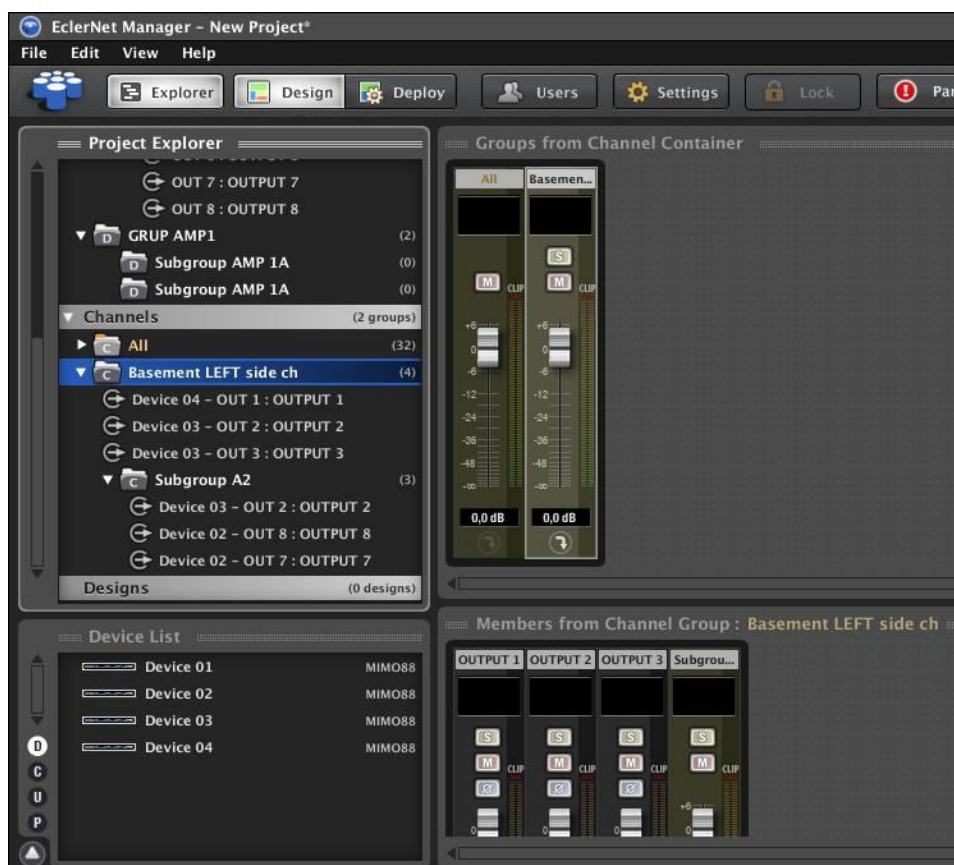 EclerNet Manager – New Project*
File Edit View Help
Explorer Design Deploy Users Settings Lock
Project Explorer
OUT 7 : OUTPUT 7
OUT 8 : OUTPUT 8
D GRUP AMP1 (2)
D Subgroup AMP 1A (0)
D Subgroup AMP 1A (0)
Channels (2 groups)
C All (32)
C Basement LEFT side ch (4)
Device 04 – OUT 1 : OUTPUT 1
Device 03 – OUT 2 : OUTPUT 2
Device 03 – OUT 3 : OUTPUT 3
C Subgroup A2 (3)
Device 03 – OUT 2 : OUTPUT 2
Device 02 – OUT 8 : OUTPUT 8
Device 02 – OUT 7 : OUTPUT 7
Designs (0 designs)
Device List
Device 01 MIMO88
Device 02 MIMO88
Device 03 MIMO88
Device 04 MIMO88
D
C
U
P
Groups from Channel Container
All Basemen...
S
M CLIP M CLIP
+6 +6
0 0
-6 -6
-12 -12
-24 -24
-36 -36
-48 -48
-∞ -∞
0,0 dB 0,0 dB
Members from Channel Group : Basement LEFT side ch
OUTPUT 1 OUTPUT 2 OUTPUT 3 Subgrou...
S S S S
M CLIP M CLIP M CLIP M CLIP
Ø Ø Ø
+6
0 0 0 0